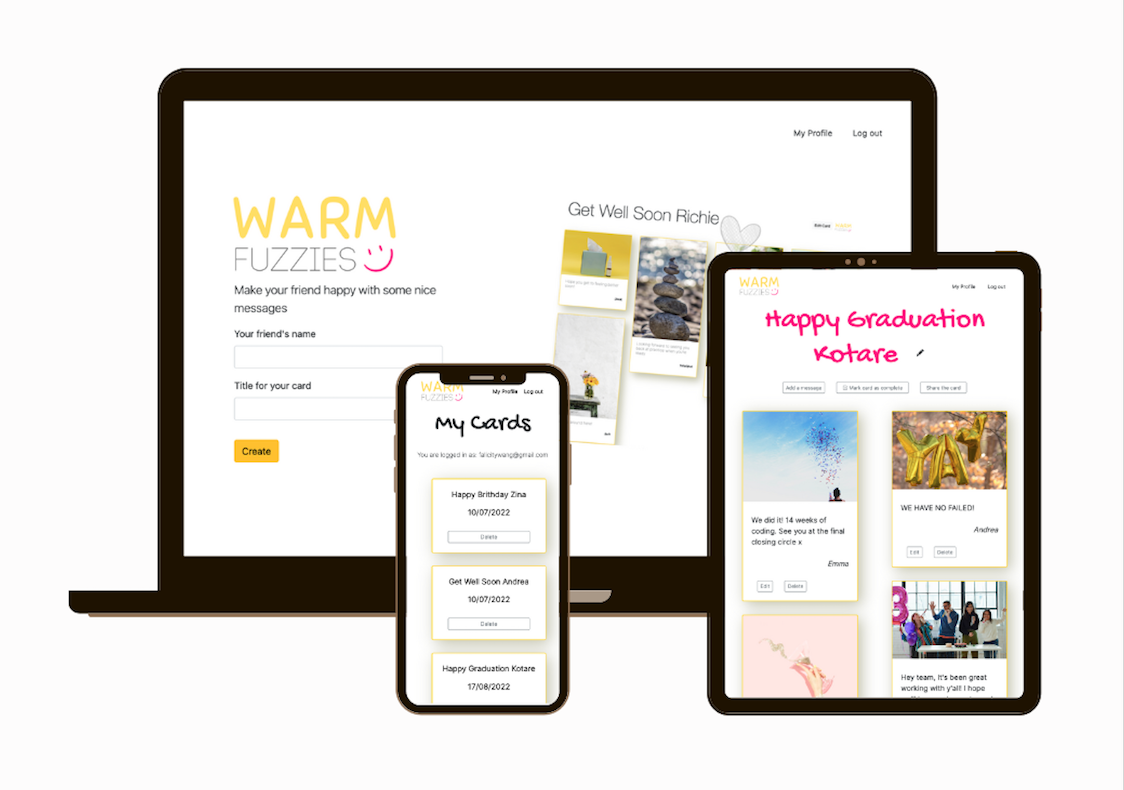 My Profile Log out
WARM
FUZZIES
Make your friend happy with some nice
messages
Your friend's name
Title for your card
Create
Get Well Soon Richie
WARM
FUZZIES
My Profile Log out
My Cards
You are logged in as: falicitywang@gmail.com
Happy Brithday Zina
10/07/2022
Delete
Get Well Soon Andrea
10/07/2022
Delete
Happy Graduation Kotare
17/08/2022
WARM
FUZZIES
My Profile Log out
Happy Graduation
Kotare
Add a message
Mark card as complete
Share the card
We did it! 14 weeks of
coding. See you at the final
closing circle x
Emma
Edit Delete
YAY
WE HAVE NO FAILED!
Andrea
Edit Delete
Hey team, It's been great
working with y'all! I hope